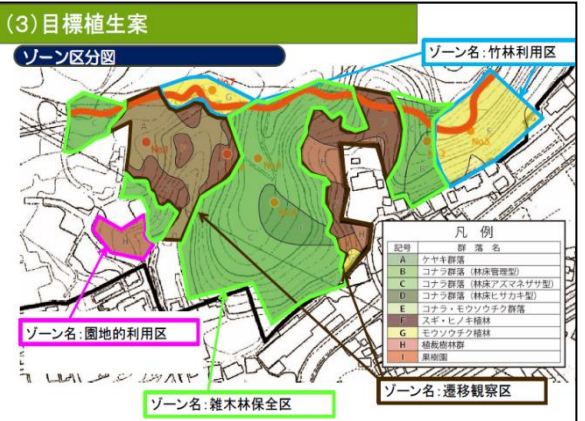 (3)目標植生案
ゾーン区分図
ゾーン名:竹林利用区
No7
G
H
凡例
記号 群落名
A ケヤキ群落
B コナラ群落(林床管理型)
C コナラ群落(林床アズマネザサ型)
D コナラ群落(林床ヒサカキ型)
E コナラ・モウソウチク群落
F スギ・ヒノキ植林
G モウソウチク植林
H 植栽樹林群
I 果樹園
ゾーン名:園地的利用区
ゾーン名:遷移観察区
ゾーン名:雑木林保全区